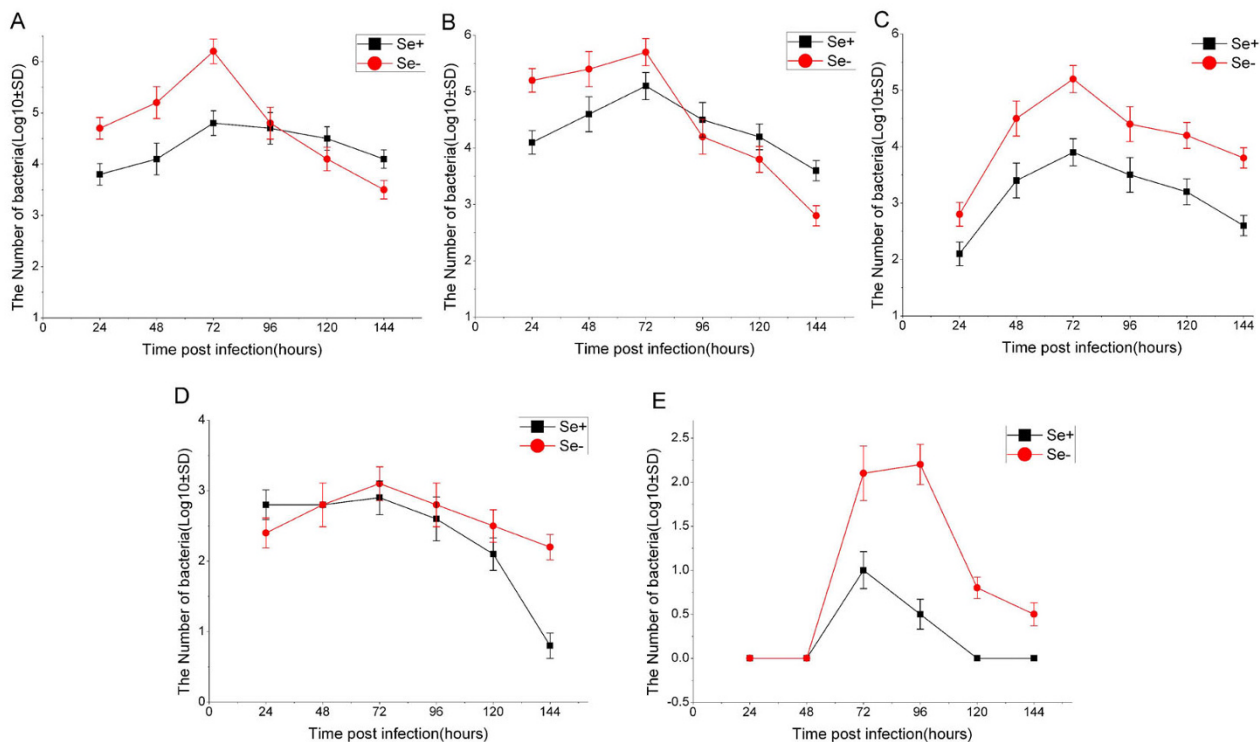 A
Se+
Se-
The Number of bacteria(Log10±SD)
6
5
4
3
2
1
0
24
48
72
96
120
144
Time post infection(hours)
B
Se+
Se-
The Number of bacteria(Log10±SD)
6
5
4
3
2
1
0
24
48
72
96
120
144
Time post infection(hours)
C
Se+
Se-
The Number of bacteria(Log10±SD)
6
5
4
3
2
1
0
24
48
72
96
120
144
Time post infection(hours)
D
Se+
Se-
The Number of bacteria(Log10±SD)
4
3
2
1
0
0
24
48
72
96
120
144
Time post infection(hours)
E
Se+
Se-
The Number of bacteria(Log10±SD)
2.5
2.0
1.5
1.0
0.5
0.0
-0.5
0
24
48
72
96
120
144
Time post infection(hours)